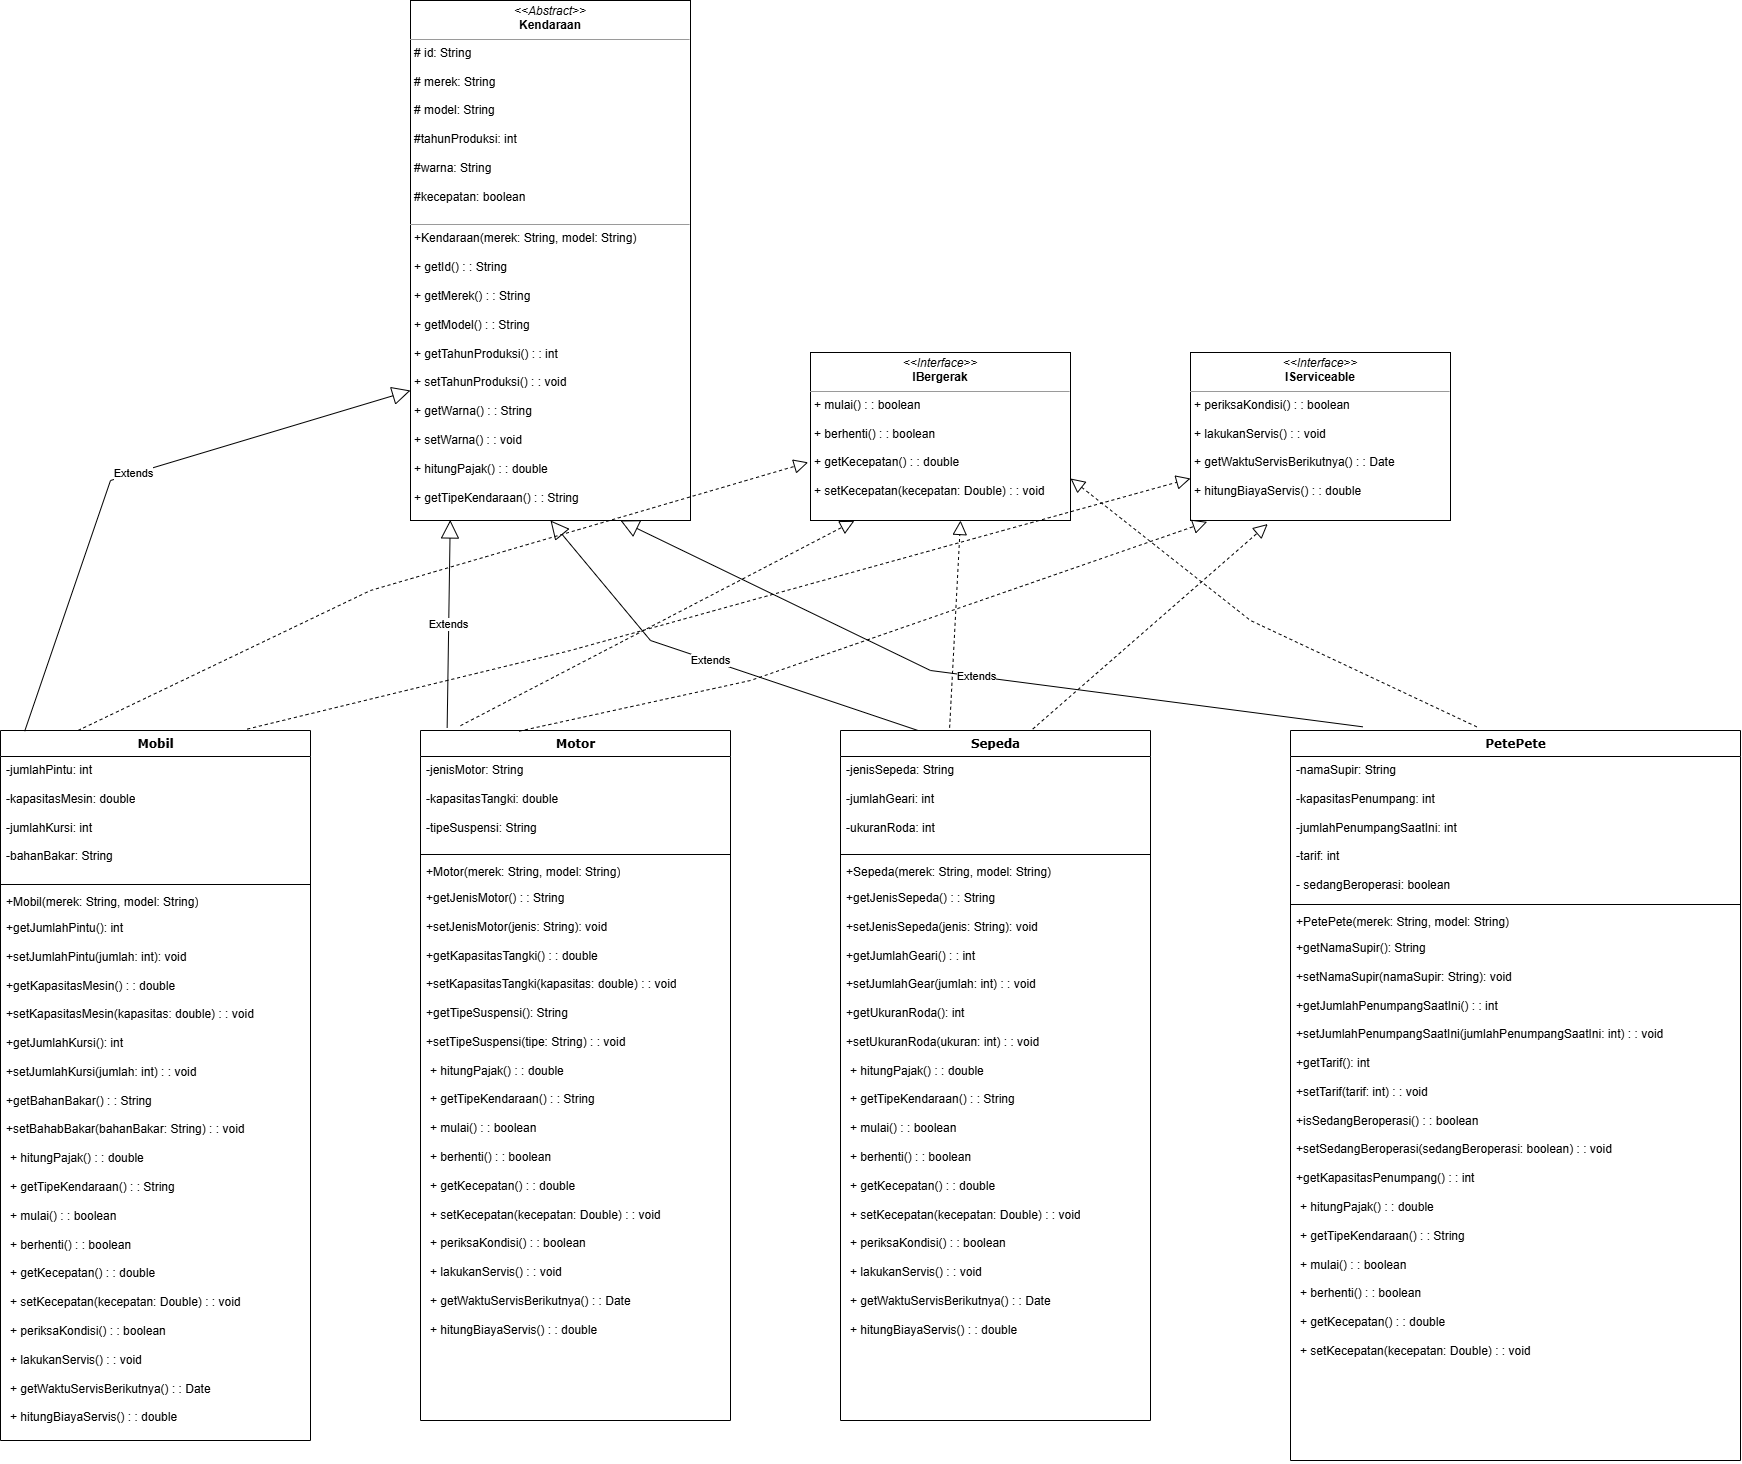 <<Abstract>>
Kendaraan
# id: String
# merek: String
# model: String
#tahunProduksi: int
#warna: String
#kecepatan: boolean
+Kendaraan(merek: String, model: String)
+ getId() : : String
+ getMerek() : : String
+ getModel() : : String
+ getTahunProduksi() : : int
+ setTahunProduksi() : : void
+ getWarna() : : String
+ setWarna() : : void
+ hitungPajak() : : double
+ getTipeKendaraan() : : String
<<Interface>>
IBergerak
+ mulai() : : boolean
+ berhenti() : : boolean
+ getKecepatan() : : double
+ setKecepatan(kecepatan: Double) : : void
<<Interface>>
IServiceable
+ periksaKondisi() : : boolean
+ lakukanServis() : : void
+ getWaktuServisBerikutnya() : : Date
+ hitungBiayaServis() : : double
Extends
Extends
Extends
Extends
Mobil
-jumlahPintu: int
-kapasitasMesin: double
-jumlahKursi: int
-bahanBakar: String
+Mobil(merek: String, model: String)
+getJumlahPintu(): int
+setJumlahPintu(jumlah: int): void
+getKapasitasMesin() : : double
+setKapasitasMesin(kapasitas: double) : : void
+getJumlahKursi(): int
+setJumlahKursi(jumlah: int) : : void
+getBahanBakar() : : String
+setBahabBakar(bahanBakar: String) : : void
+ hitungPajak() : : double
+ getTipeKendaraan() : : String
+ mulai() : : boolean
+ berhenti() : : boolean
+ getKecepatan() : : double
+ setKecepatan(kecepatan: Double) : : void
+ periksaKondisi() : : boolean
+ lakukanServis() : : void
+ getWaktuServisBerikutnya() : : Date
+ hitungBiayaServis() : : double
Motor
-jenisMotor: String
-kapasitasTangki: double
-tipeSuspensi: String
+Motor(merek: String, model: String)
+getJenisMotor() : : String
+setJenisMotor(jenis: String): void
+getKapasitasTangki() : : double
+setKapasitasTangki(kapasitas: double) : : void
+getTipeSuspensi(): String
+setTipeSuspensi(tipe: String) : : void
+ hitungPajak() : : double
+ getTipeKendaraan() : : String
+ mulai() : : boolean
+ berhenti() : : boolean
+ getKecepatan() : : double
+ setKecepatan(kecepatan: Double) : : void
+ periksaKondisi() : : boolean
+ lakukanServis() : : void
+ getWaktuServisBerikutnya() : : Date
+ hitungBiayaServis() : : double
Sepeda
-jenisSepeda: String
-jumlahGeari: int
-ukuranRoda: int
+Sepeda(merek: String, model: String)
+getJenisSepeda() : : String
+setJenisSepeda(jenis: String): void
+getJumlahGeari() : : int
+setJumlahGear(jumlah: int) : : void
+getUkuranRoda(): int
+setUkuranRoda(ukuran: int) : : void
+ hitungPajak() : : double
+ getTipeKendaraan() : : String
+ mulai() : : boolean
+ berhenti() : : boolean
+ getKecepatan() : : double
+ setKecepatan(kecepatan: Double) : : void
+ periksaKondisi() : : boolean
+ lakukanServis() : : void
+ getWaktuServisBerikutnya() : : Date
+ hitungBiayaServis() : : double
PetePete
-namaSupir: String
-kapasitasPenumpang: int
-jumlahPenumpangSaatIni: int
-tarif: int
- sedangBeroperasi: boolean
+PetePete(merek: String, model: String)
+getNamaSupir(): String
+setNamaSupir(namaSupir: String): void
+getJumlahPenumpangSaatIni() : : int
+setJumlahPenumpangSaatIni(jumlahPenumpangSaatIni: int) : : void
+getTarif(): int
+setTarif(tarif: int) : : void
+isSedangBeroperasi() : : boolean
+setSedangBeroperasi(sedangBeroperasi: boolean) : : void
+getKapasitasPenumpang() : : int
+ hitungPajak() : : double
+ getTipeKendaraan() : : String
+ mulai() : : boolean
+ berhenti() : : boolean
+ getKecepatan() : : double
+ setKecepatan(kecepatan: Double) : : void